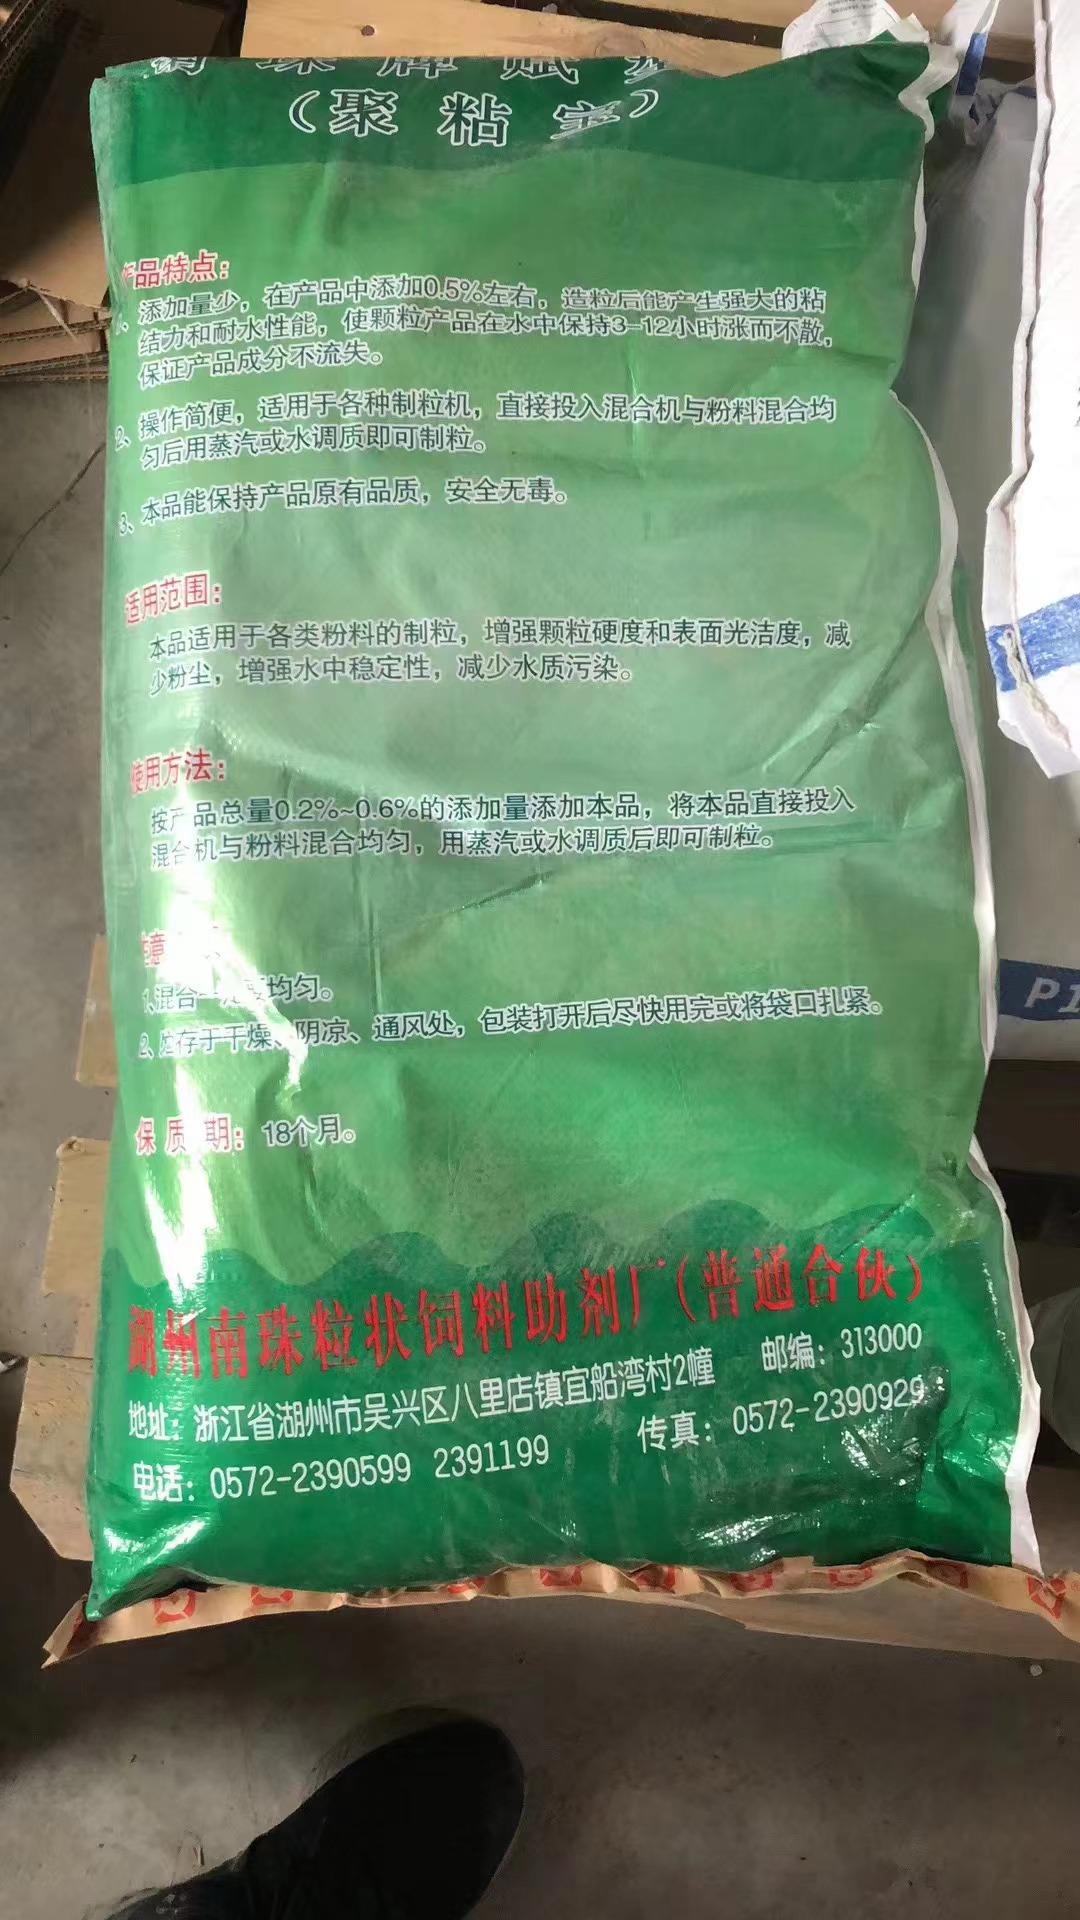 珠牌赋
（聚粘宝）
产品特点：
1、添加量少，在产品中添加0.5%左右，造粒后能产生强大的粘
结力和耐水性能，使颗粒产品在水中保持3-12小时涨而不散，
保证产品成分不流失。
2、操作简便，适用于各种制粒机，直接投入混合机与粉料混合均
匀后用蒸汽或水调质即可制粒。
3、本品能保持产品原有品质，安全无毒。
适用范围：
本品适用于各类粉料的制粒，增强颗粒硬度和表面光洁度，减
少粉尘，增强水中稳定性，减少水质污染。
使用方法：
按产品总量0.2%~0.6%的添加量添加本品，将本品直接投入
混合机与粉料混合均匀，用蒸汽或水调质后即可制粒。
注意
1、混合一定要均匀。
2、贮存于干燥、阴凉、通风处，包装打开后尽快用完或将袋口扎紧。
保质期：18个月。
湖州南珠粒状饲料助剂厂（普通合伙）
地址：浙江省湖州市吴兴区八里店镇宜船湾村2幢 邮编：313000
电话：0572-2390599 2391199 传真：0572-2390929